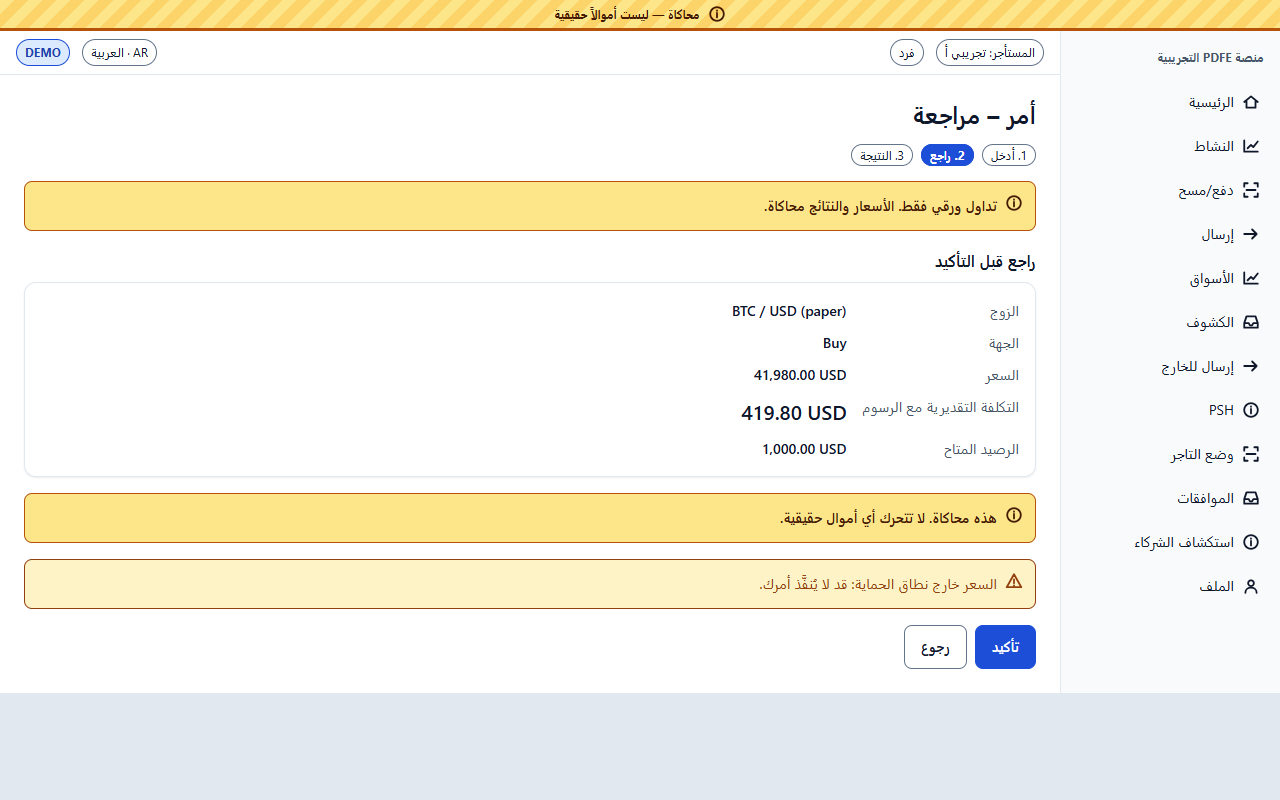 محاكاة — ليست أموالاً حقيقية
منصة PDFE التجريبية
الرئيسية
النشاط
دفع/مسح
إرسال
الأسواق
الكشوف
إرسال للخارج
PSH
وضع التاجر
الموافقات
استكشاف الشركاء
الملف
المستأجر: تجريبي أ
فرد
AR · العربية
DEMO
أمر – مراجعة
1. أدخل
2. راجع
3. النتيجة
تداول ورقي فقط. الأسعار والنتائج محاكاة.
راجع قبل التأكيد
الزوج BTC / USD (paper)
الجهة Buy
السعر 41,980.00 USD
التكلفة التقديرية مع الرسوم 419.80 USD
الرصيد المتاح 1,000.00 USD
هذه محاكاة. لا تتحرك أي أموال حقيقية.
السعر خارج نطاق الحماية: قد لا يُنفَّذ أمرك.
تأكيد
رجوع